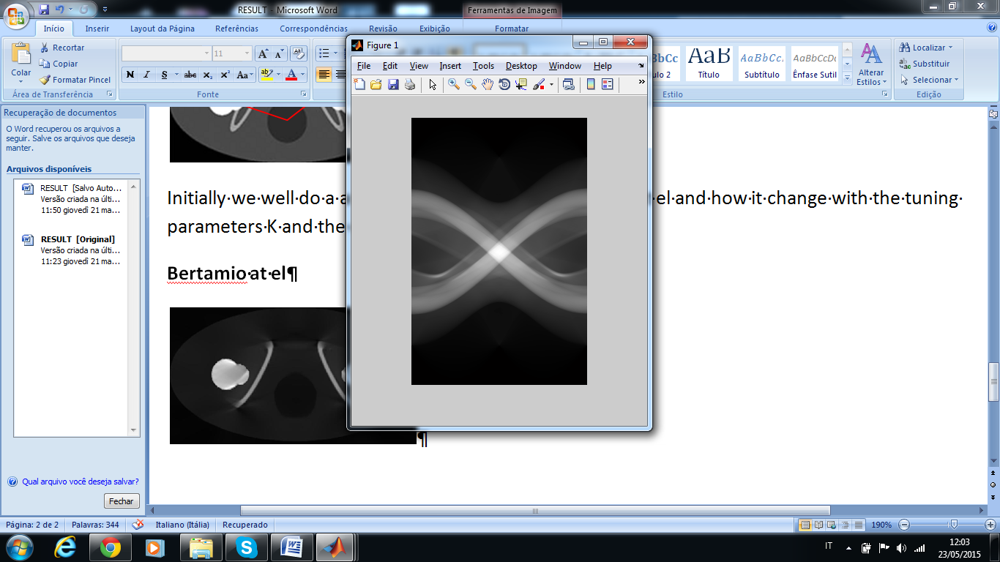 RESULT - Microsoft Word
Ferramentas de Imagem
Início Inserir Layout da Página Referências Correspondências Revisão Exibição Formatar
Colar
Recortar
Copiar
Formatar Pincel
Área de Transferência
11
N I S abe x₂ x² Aa
Fonte
AaB
AaBbCc.
AaBbCcDc
Título
Subtítulo
Ênfase Sutil
Alterar
Estilos
Estilo
Localizar
Substituir
Selecionar
Edição
Recuperação de documentos
O Word recuperou os arquivos a
seguir. Salve os arquivos que deseja
manter.
Arquivos disponíveis
RESULT [Salvo Auto...
Versão criada na últi...
11:50 giovedì 21 ma...
RESULT [Original]
Versão criada na últi...
11:23 giovedì 21 ma...
Qual arquivo você deseja salvar?
Fechar
Figure 1
File Edit View Insert Tools Desktop Window Help
Initially·we·well·do·a·a el·and·how·it·change·with·the·tuning·
parameters·K·and·the
Bertamio·at·el¶
¶
Página: 2 de 2 Palavras: 344 Italiano (Itália) Recuperado 190%
IT
12:03
23/05/2015